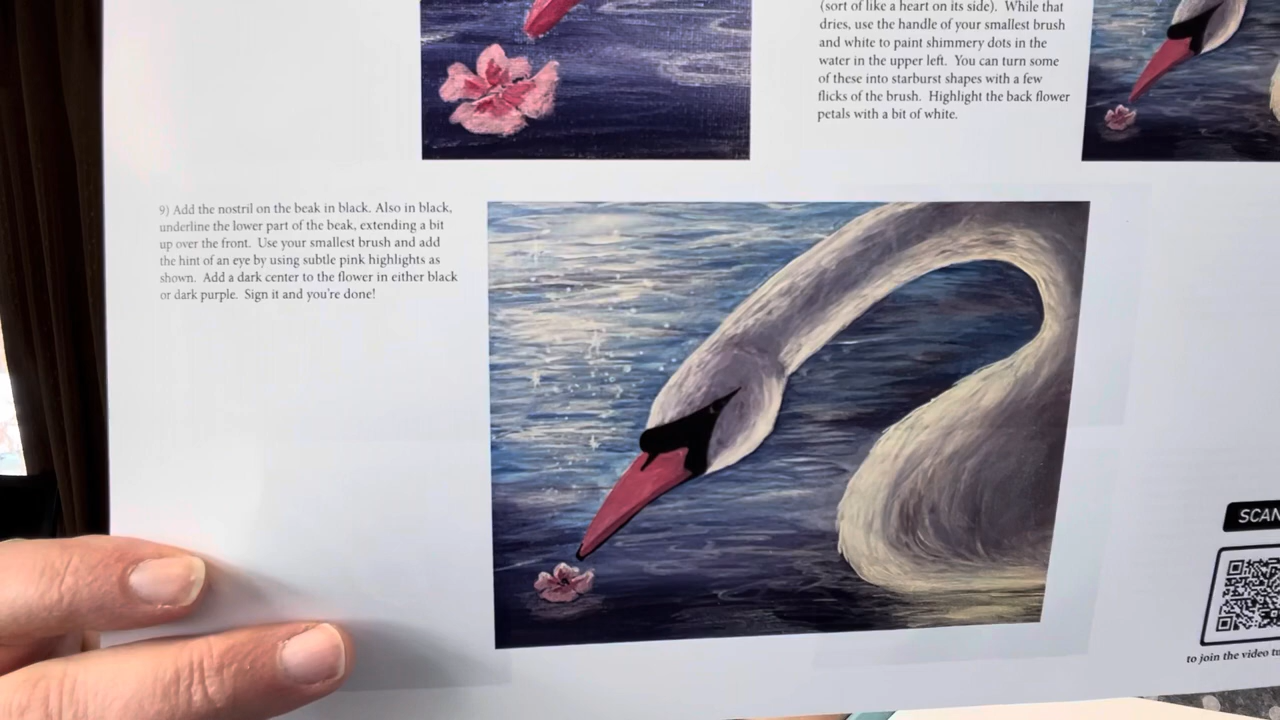 (sort of like a heart on its side). While that
dries, use the handle of your smallest brush
and white to paint shimmery dots in the
water in the upper left. You can turn some
of these into starburst shapes with a few
flicks of the brush. Highlight the back flower
petals with a bit of white.
9) Add the nostril on the beak in black. Also in black,
underline the lower part of the beak, extending a bit
up over the front. Use your smallest brush and add
the hint of an eye by using subtle pink highlights as
shown. Add a dark center to the flower in either black
or dark purple. Sign it and you're done!
SCAN
to join the video tu